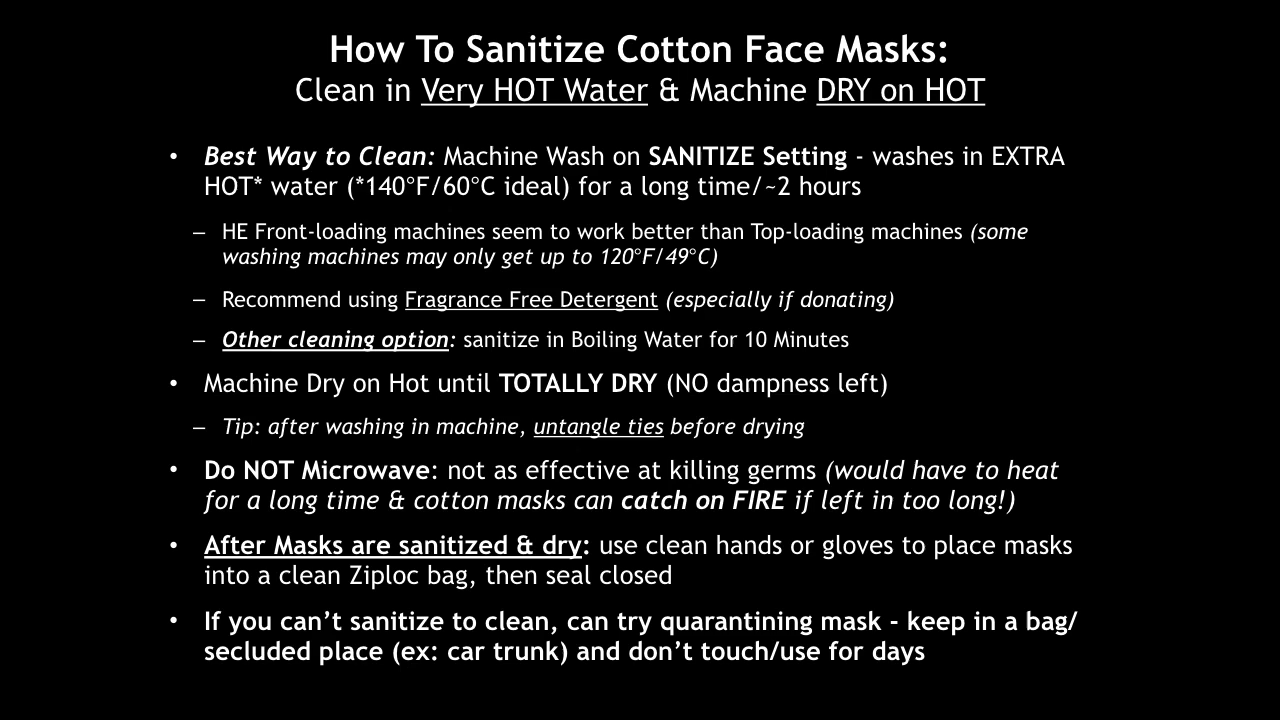 How To Sanitize Cotton Face Masks:
Clean in Very HOT Water & Machine DRY on HOT
• Best Way to Clean: Machine Wash on SANITIZE Setting - washes in EXTRA
HOT* water (*140°F/60°C ideal) for a long time/~2 hours
– HE Front-loading machines seem to work better than Top-loading machines (some
washing machines may only get up to 120°F/49°C)
– Recommend using Fragrance Free Detergent (especially if donating)
– Other cleaning option: sanitize in Boiling Water for 10 Minutes
• Machine Dry on Hot until TOTALLY DRY (NO dampness left)
– Tip: after washing in machine, untangle ties before drying
• Do NOT Microwave: not as effective at killing germs (would have to heat
for a long time & cotton masks can catch on FIRE if left in too long!)
• After Masks are sanitized & dry: use clean hands or gloves to place masks
into a clean Ziploc bag, then seal closed
• If you can’t sanitize to clean, can try quarantining mask - keep in a bag/
secluded place (ex: car trunk) and don’t touch/use for days